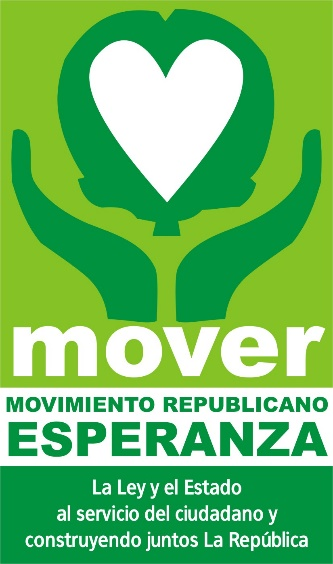 mover
MOVIMIENTO REPUBLICANO
ESPERANZA
La Ley y el Estado
al servicio del ciudadano y
construyendo juntos La República